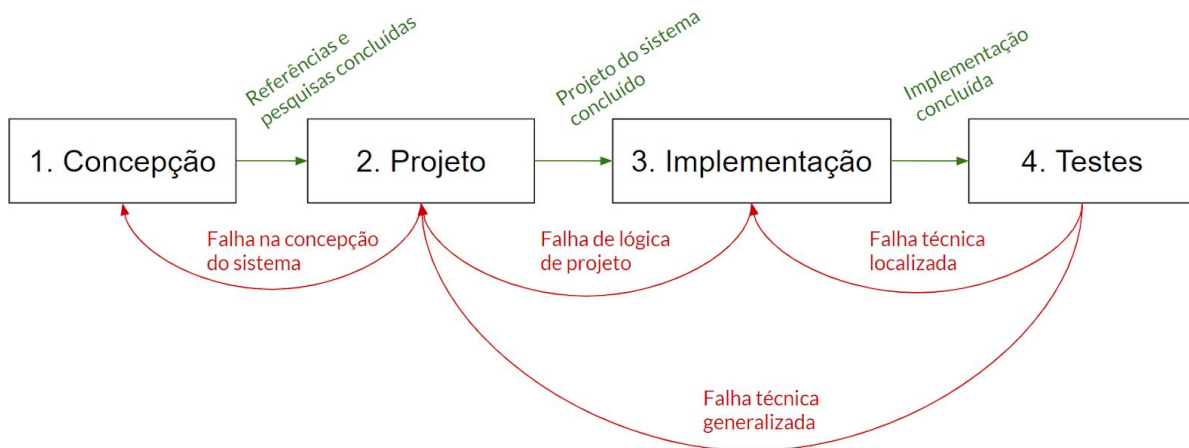 Referências e
pesquisas concluídas
Projeto do sistema
concluído
Implementação
concluída
1. Concepção
2. Projeto
3. Implementação
4. Testes
Falha na concepção
do sistema
Falha de lógica
de projeto
Falha técnica
localizada
Falha técnica
generalizada